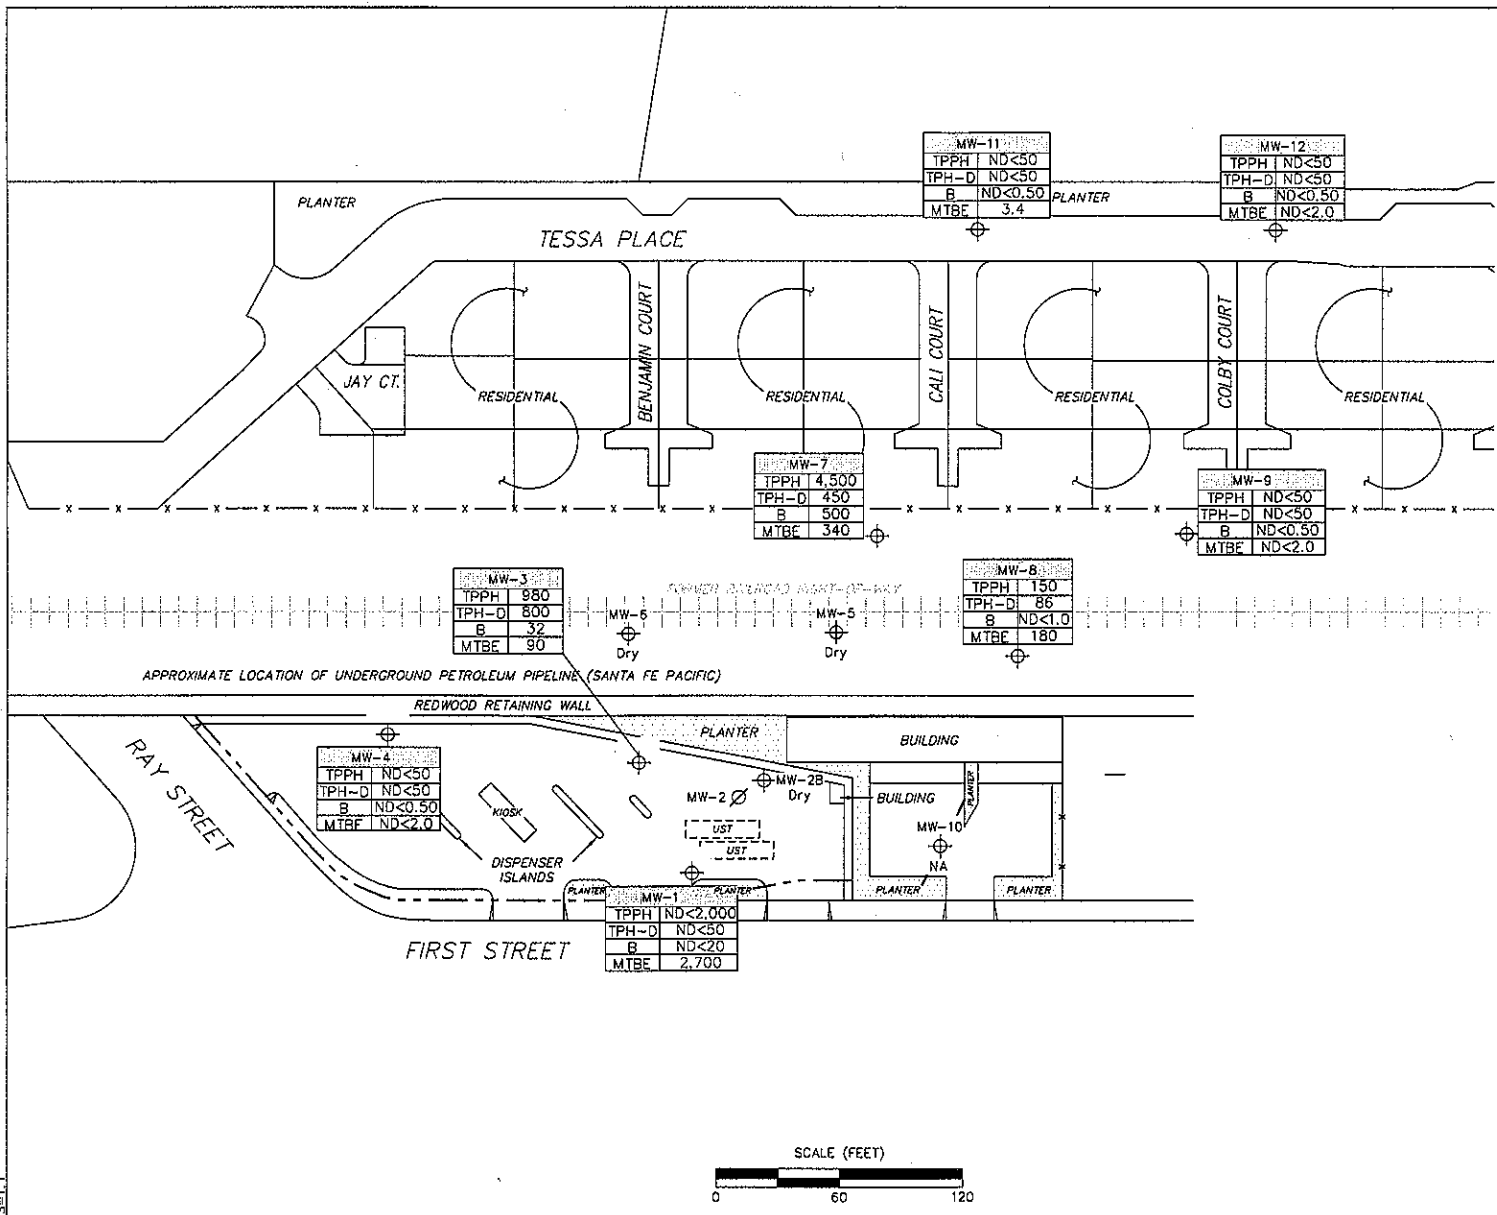 MW-11
TPPH ND<50
TPH-D ND<50
B ND<0.50
MTBE 3.4
MW-12
TPPH ND<50
TPH-D ND<50
B ND<0.50
MTBE ND<2.0
PLANTER
PLANTER
TESSA PLACE
BENJAMIN COURT
CALI COURT
COLBY COURT
JAY CT.
RESIDENTIAL
RESIDENTIAL
RESIDENTIAL
RESIDENTIAL
MW-7
TPPH 4,500
TPH-D 450
B 500
MTBE 340
MW-9
TPPH ND<50
TPH-D ND<50
B ND<0.50
MTBE ND<2.0
MW-3
TPPH 980
TPH-D 800
B 32
MTBE 90
FORMER RAILROAD RIGHT-OF-WAY
MW-8
TPPH 150
TPH-D 86
B ND<1.0
MTBE 180
MW-6
Dry
MW-5
Dry
APPROXIMATE LOCATION OF UNDERGROUND PETROLEUM PIPELINE (SANTA FE PACIFIC)
REDWOOD RETAINING WALL
RAY STREET
PLANTER
BUILDING
MW-4
TPPH ND<50
TPH-D ND<50
B ND<0.50
MTBE ND<2.0
KIOSK
MW-2
MW-2B
Dry
BUILDING
PLANTER
UST
UST
MW-10
NA
DISPENSER
ISLANDS
PLANTER
PLANTER
PLANTER
PLANTER
MW-1
TPPH ND<2,000
TPH-D ND<50
B ND<20
MTBE 2,700
FIRST STREET
SCALE (FEET)
0 60 120